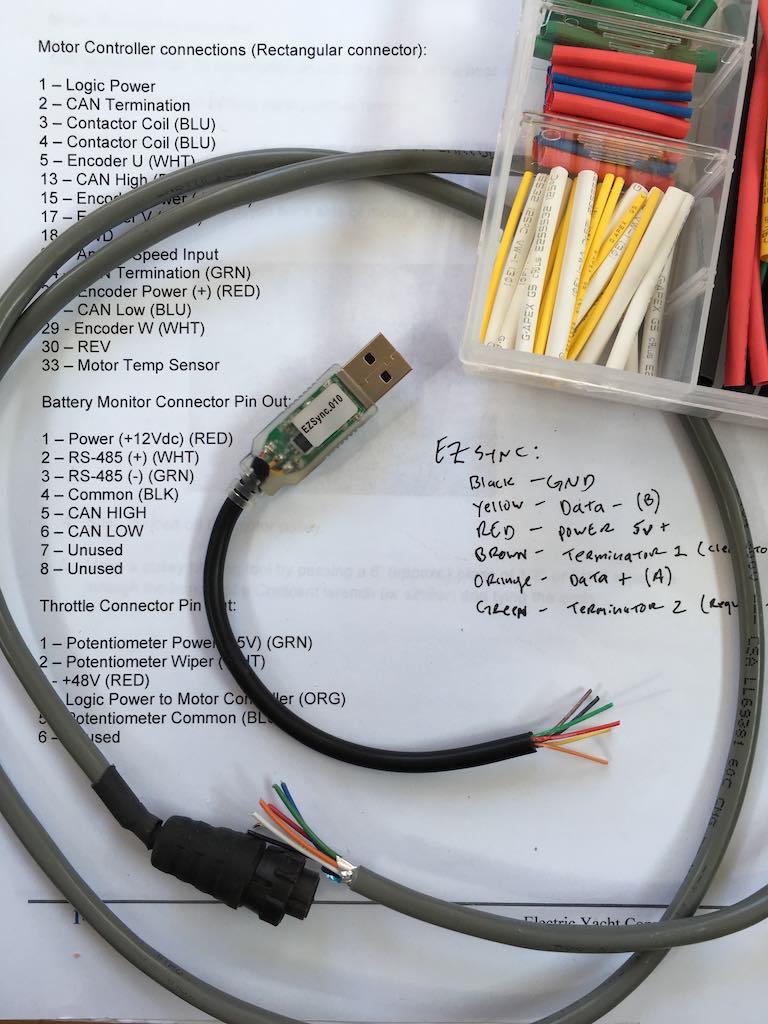 Motor Controller connections (Rectangular connector):
1 – Logic Power
2 – CAN Termination
3 – Contactor Coil (BLU)
4 – Contactor Coil (BLU)
5 – Encoder U (WHT)
13 – CAN High
15 –
17 –
18
Speed Input
Termination (GRN)
Encoder Power (+) (RED)
CAN Low (BLU)
29 - Encoder W (WHT)
30 – REV
33 – Motor Temp Sensor
Battery Monitor Connector Pin Out:
1 – Power (+12Vdc) (RED)
2 – RS-485 (+) (WHT)
3 – RS-485 (-) (GRN)
4 – Common (BLK)
5 – CAN HIGH
6 – CAN LOW
7 – Unused
8 – Unused
Throttle Connector Pin Out:
1 – Potentiometer Power 5V) (GRN)
2 – Potentiometer Wiper
- +48V (RED)
Logic Power to Motor Controller (ORG)
Potentiometer Common
6 –
EZSync.010
EZ SYNC:
Black - GND
Yellow - Data - (B)
RED - Power 5V+
BROWN - Terminator 1
Orange - Data + (A)
Green - Terminator 2
Electric Yacht